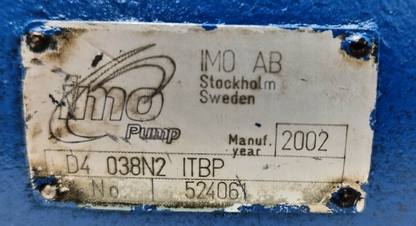 imo
Pump
IMO AB
Stockholm
Sweden
Manuf. year 2002
D4 038N2 ITBP
No 524061